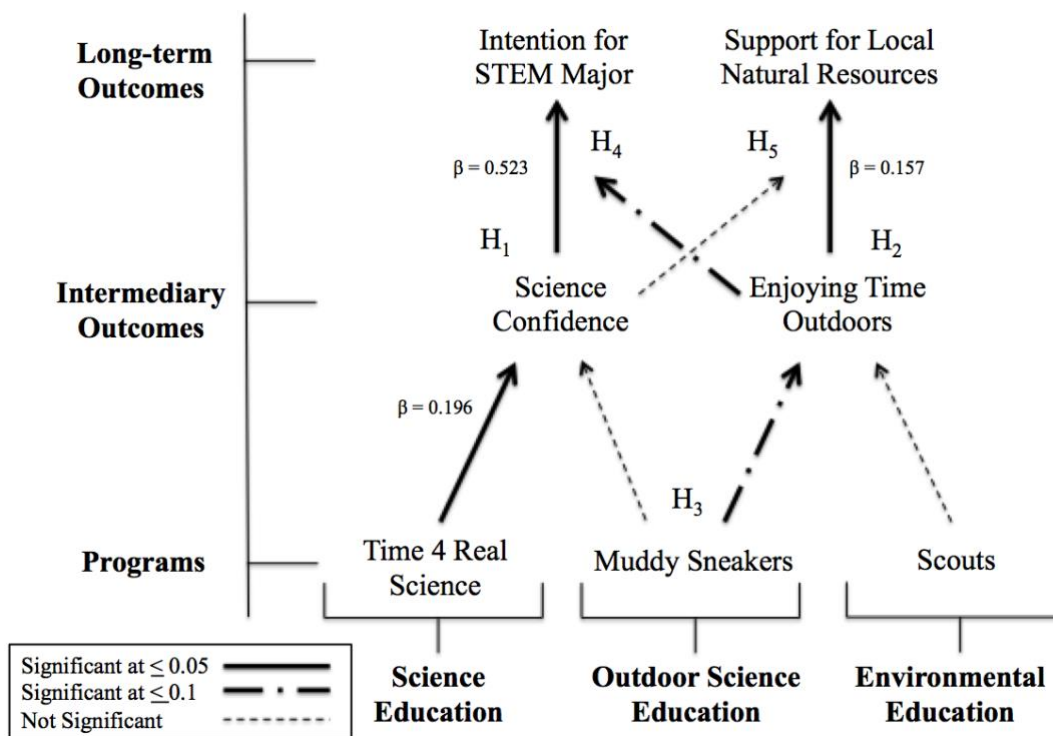 Long-term
Outcomes
Intention for
STEM Major
Support for Local
Natural Resources
β = 0.523
H4
H5
β = 0.157
H1
H2
Intermediary
Outcomes
Science
Confidence
Enjoying Time
Outdoors
β = 0.196
H3
Programs
Time 4 Real
Science
Muddy Sneakers
Scouts
Significant at ≤ 0.05
Significant at ≤ 0.1
Not Significant
Science
Education
Outdoor Science
Education
Environmental
Education